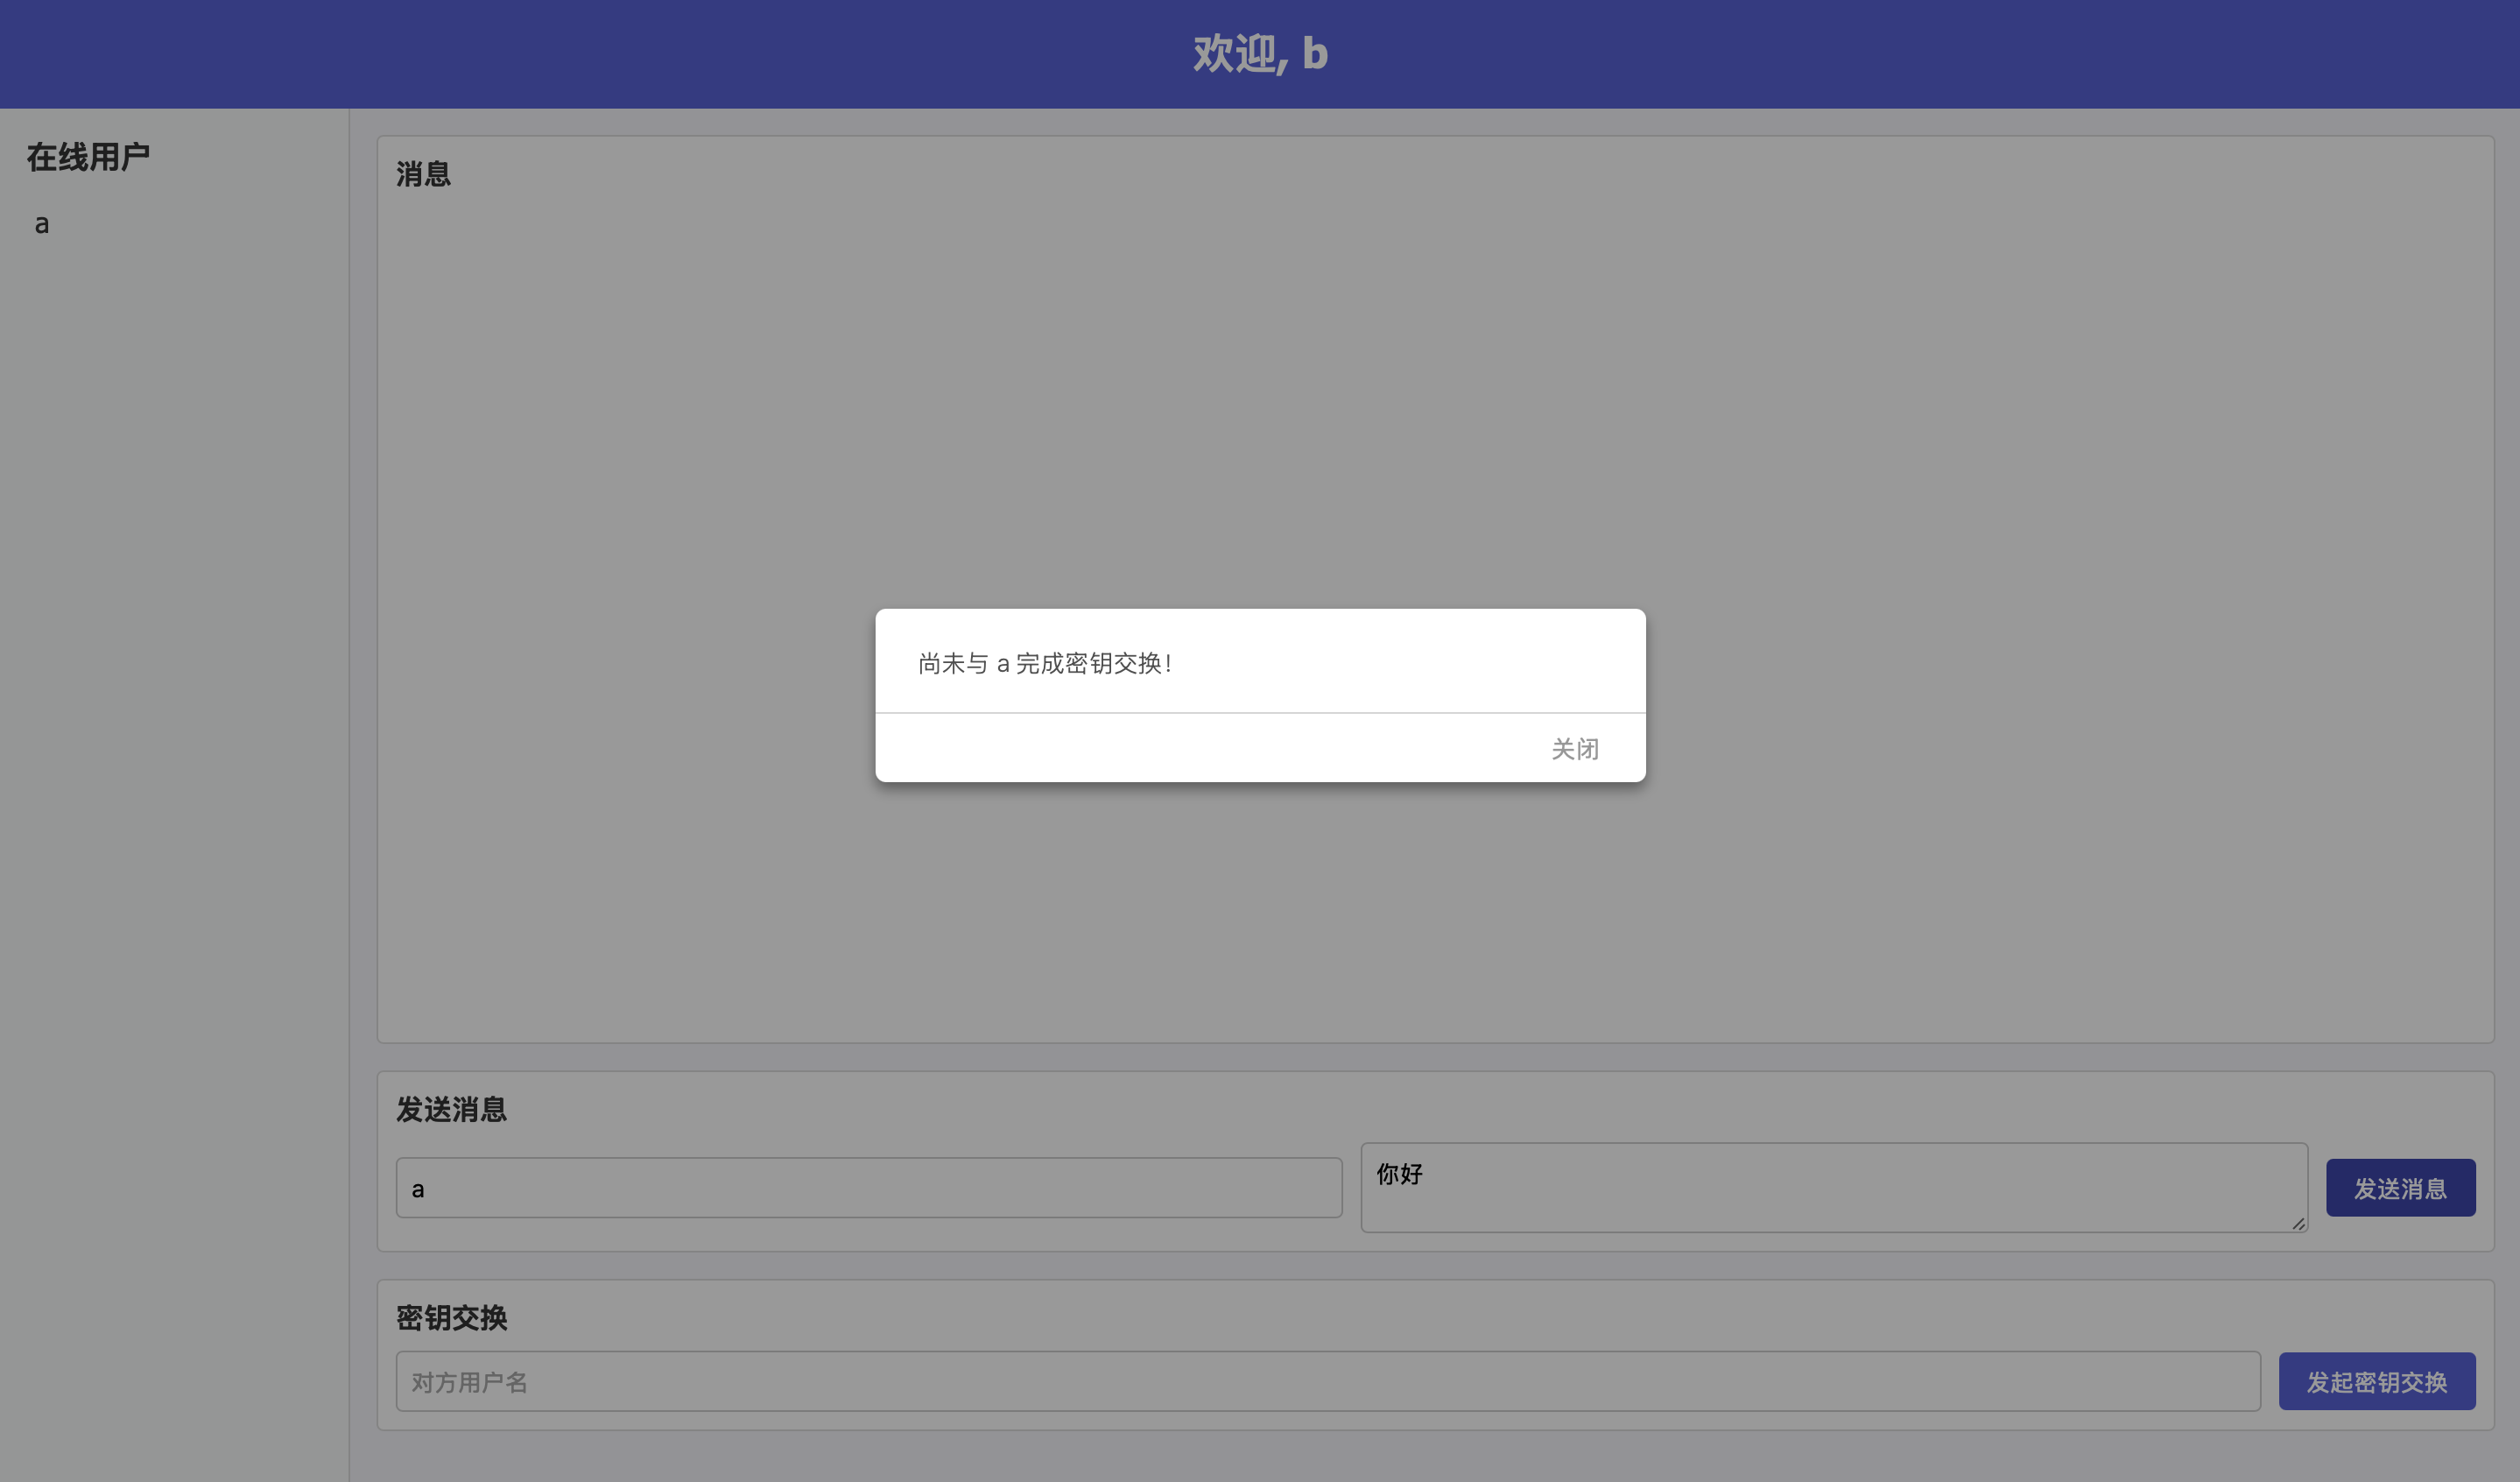 欢迎, b
在线用户
a
消息
尚未与 a 完成密钥交换！
关闭
发送消息
a
你好
发送消息
密钥交换
对方用户名
发起密钥交换